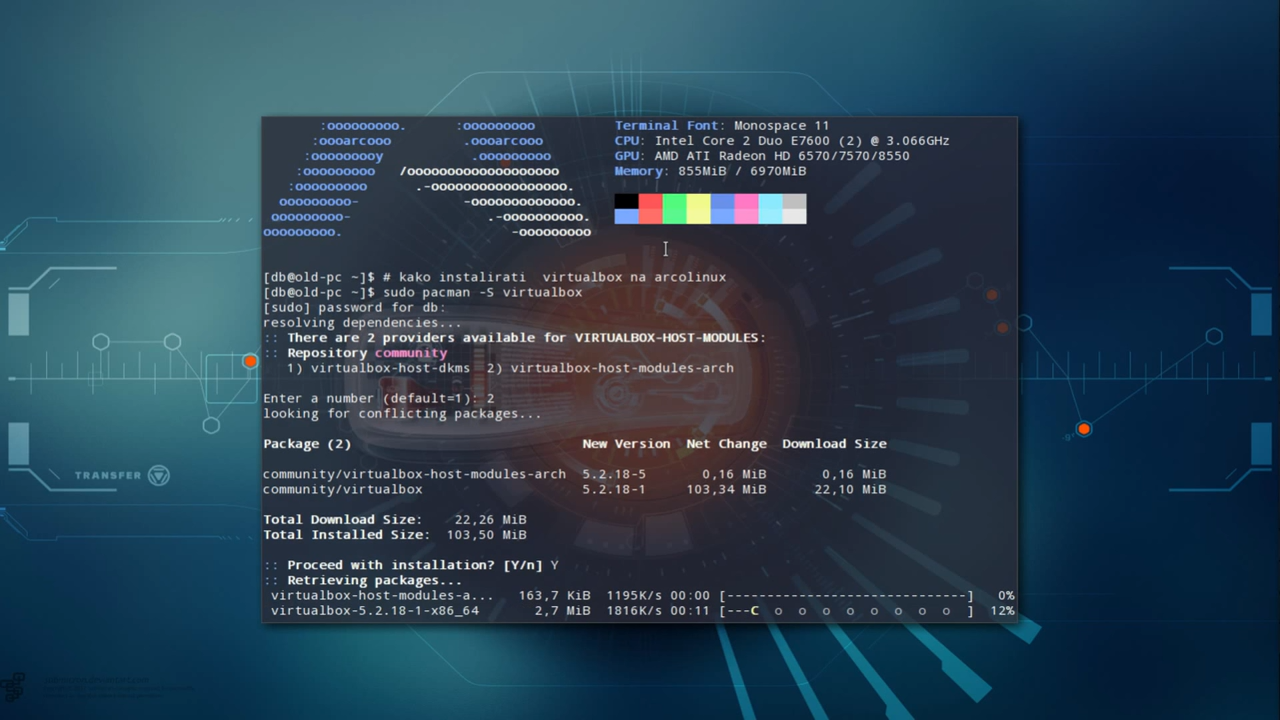 :ooooooooo.      :ooooooooo      Terminal Font: Monospace 11
:oooarcooo       .oooarcooo      CPU: Intel Core 2 Duo E7600 (2) @ 3.066GHz
:ooooooooy           .ooooooooo      GPU: AMD ATI Radeon HD 6570/7570/8550
:ooooooooo   /ooooooooooooooooooo       Memory: 855MiB / 6970MiB
:ooooooooo      .-ooooooooooooooooo.
ooooooooo-             -ooooooooooooo.
ooooooooo-                 .-oooooooooo.
ooooooooo.                     -ooooooooo
[db@old-pc ~]$ # kako instalirati  virtualbox na arcolinux
[db@old-pc ~]$ sudo pacman -S virtualbox
[sudo] password for db:
resolving dependencies...
:: There are 2 providers available for VIRTUALBOX-HOST-MODULES:
:: Repository community
   1) virtualbox-host-dkms  2) virtualbox-host-modules-arch
Enter a number (default=1): 2
looking for conflicting packages...
Package (2)                             New Version  Net Change  Download Size
community/virtualbox-host-modules-arch  5.2.18-5       0,16 MiB       0,16 MiB
community/virtualbox                    5.2.18-1     103,34 MiB      22,10 MiB
Total Download Size:    22,26 MiB
Total Installed Size:  103,50 MiB
:: Proceed with installation? [Y/n] Y
:: Retrieving packages...
 virtualbox-host-modules-a...   163,7 KiB  1195K/s 00:00 [------------------------------]   0%
 virtualbox-5.2.18-1-x86_64       2,7 MiB  1816K/s 00:11 [---C  o  o  o  o  o  o  o  o  ]  12%
TRANSFER